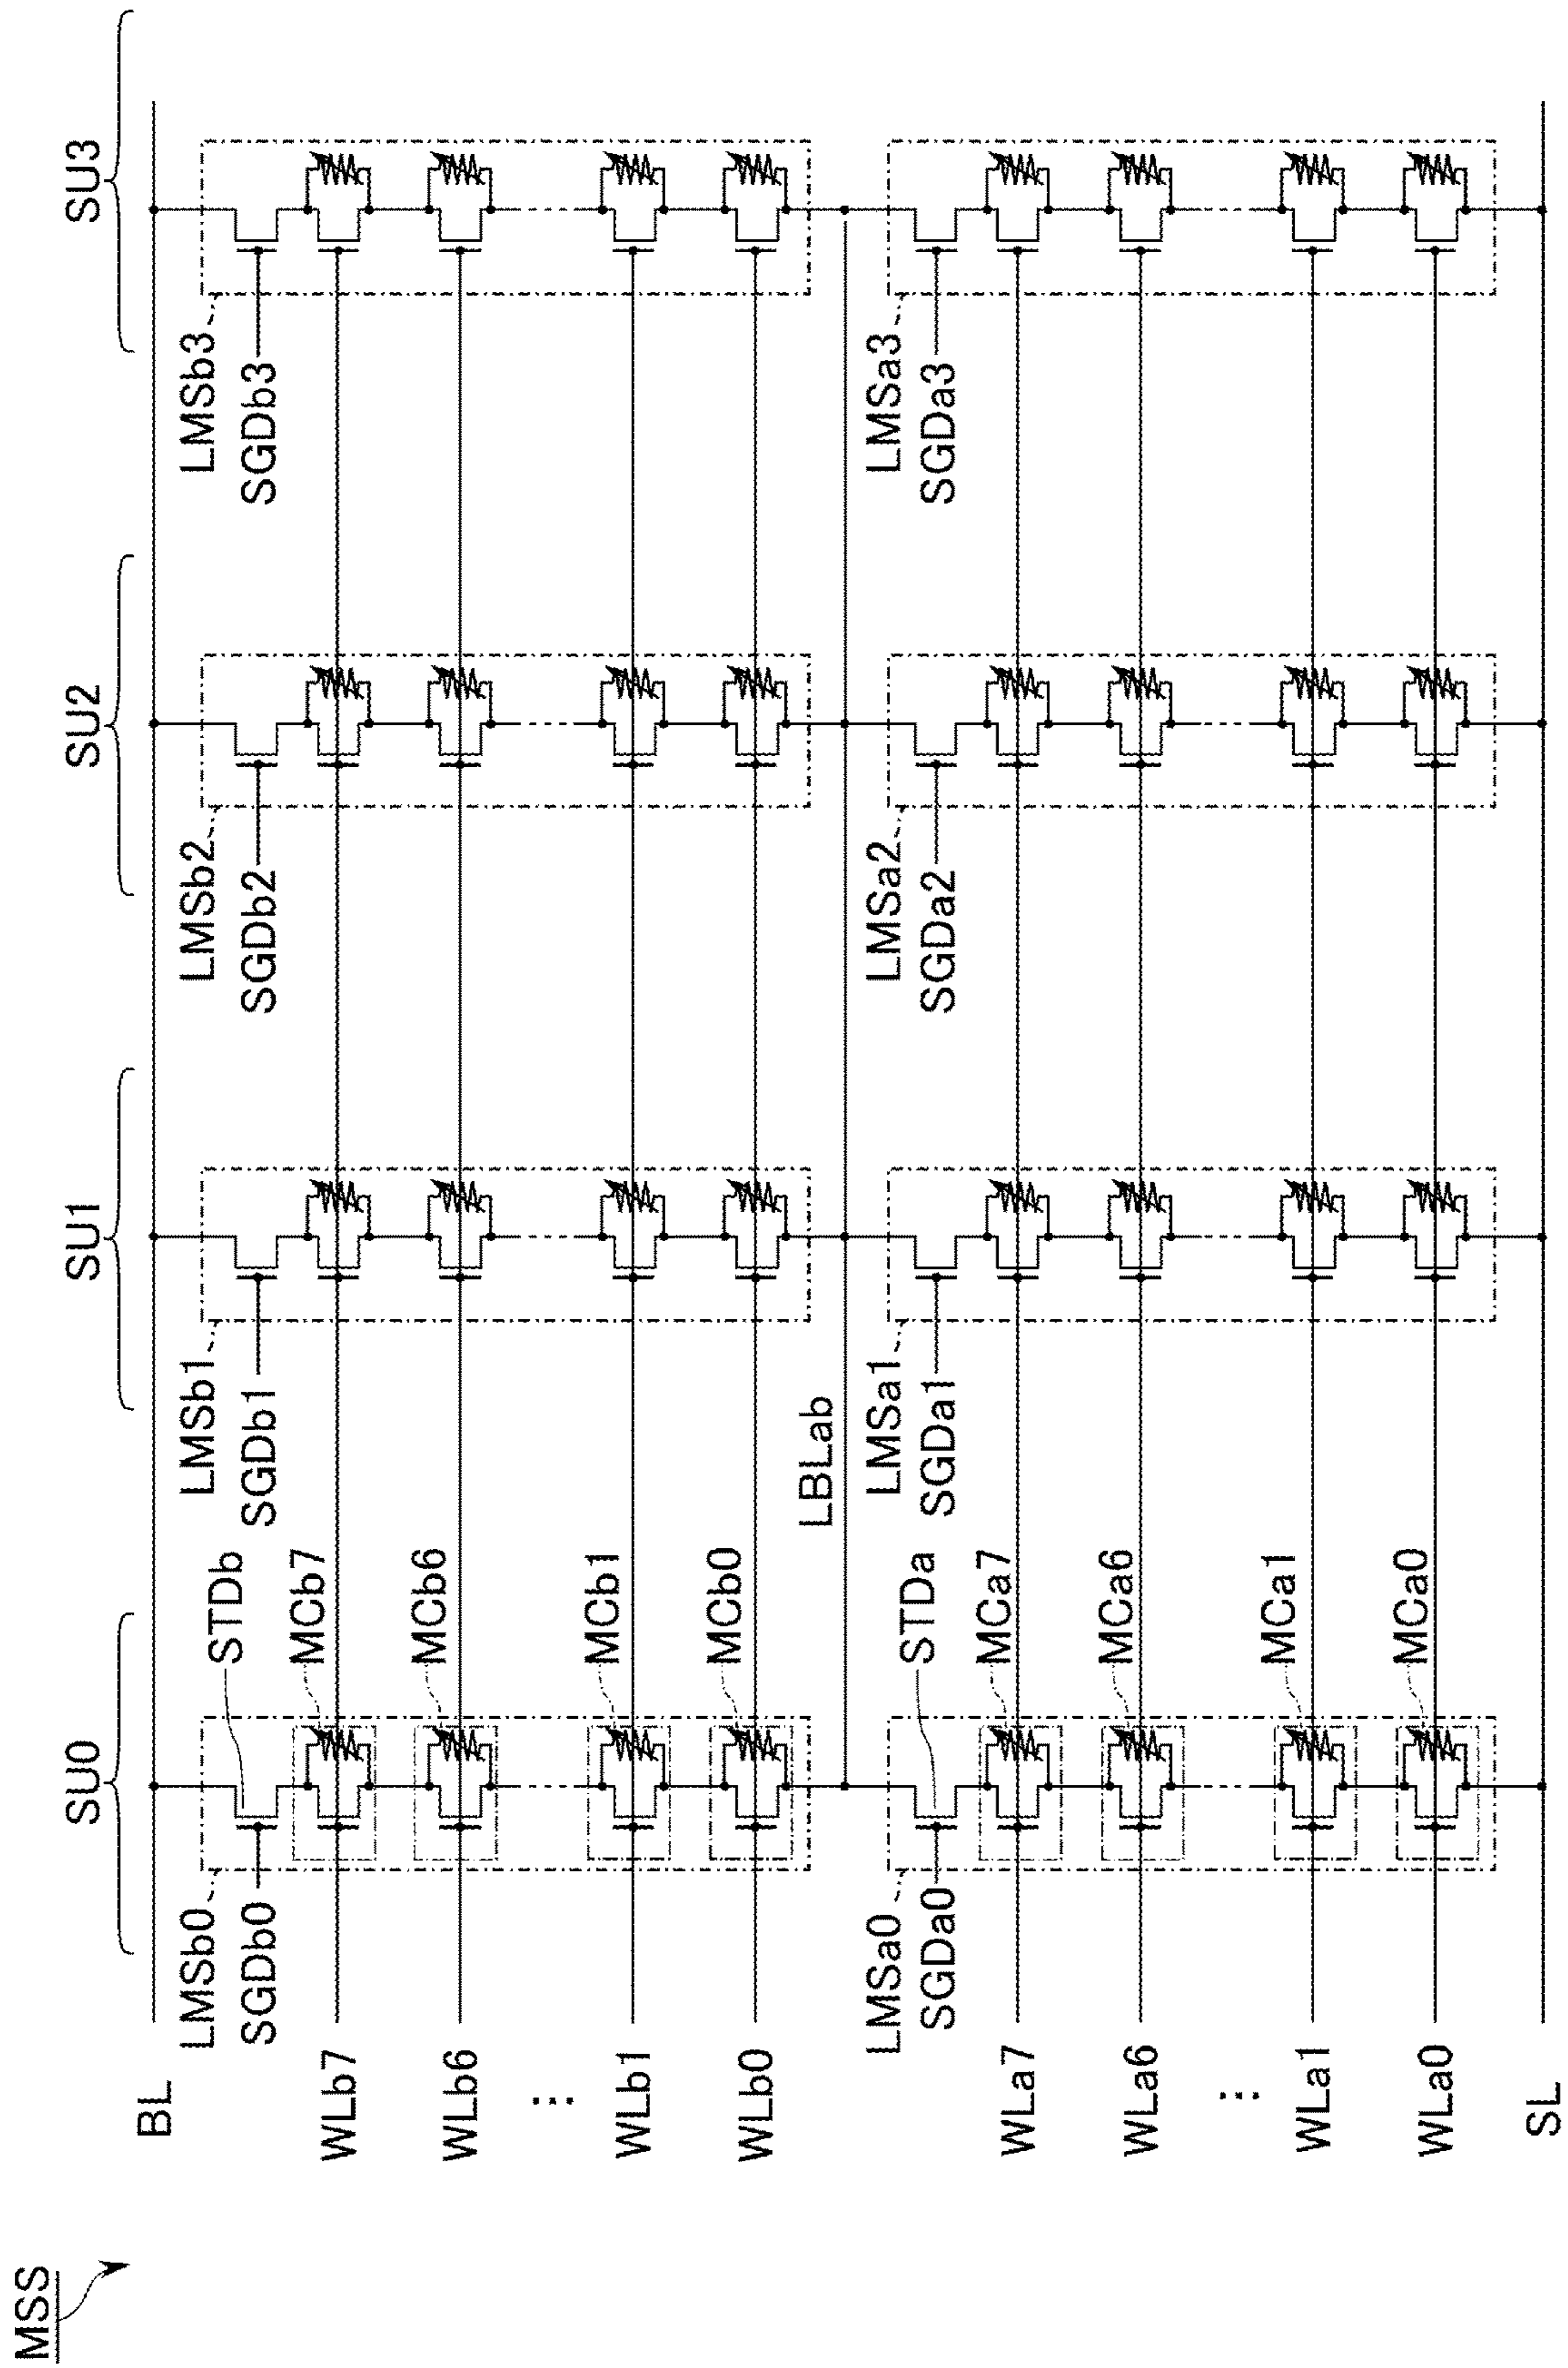 MSS
SU0
SU1
SU2
SU3
BL
LMSb0
LMSb1
LMSb2
LMSb3
SGDb0
STDb
SGDb1
SGDb2
SGDb3
WLb7
MCb7
WLb6
MCb6
...
WLb1
MCb1
WLb0
MCb0
LBLab
LMSa0
LMSa1
LMSa2
LMSa3
SGDa0
STDa
SGDa1
SGDa2
SGDa3
WLa7
MCa7
WLa6
MCa6
...
WLa1
MCa1
WLa0
MCa0
SL